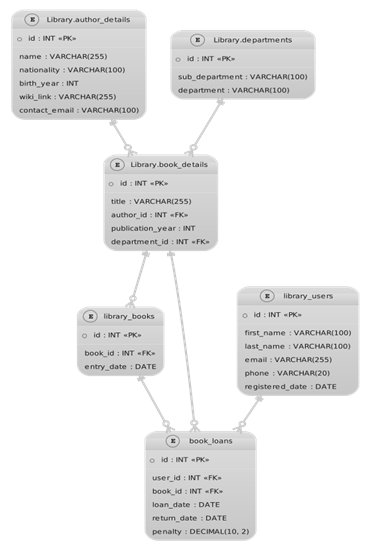 E Library.author_details
id : INT «PK»
name : VARCHAR(255)
nationality : VARCHAR(100)
birth_year : INT
wiki_link : VARCHAR(255)
contact_email : VARCHAR(100)
E Library.departments
id : INT «PK»
sub_department : VARCHAR(100)
department : VARCHAR(100)
E Library.book_details
id : INT «PK»
title : VARCHAR(255)
author_id : INT «FK»
publication_year : INT
department_id : INT «FK»
E library_books
id : INT «PK»
book_id : INT «FK»
entry_date : DATE
E library_users
id : INT «PK»
first_name : VARCHAR(100)
last_name : VARCHAR(100)
email : VARCHAR(255)
phone : VARCHAR(20)
registered_date : DATE
E book_loans
id : INT «PK»
user_id : INT «FK»
book_id : INT «FK»
loan_date : DATE
return_date : DATE
penalty : DECIMAL(10, 2)